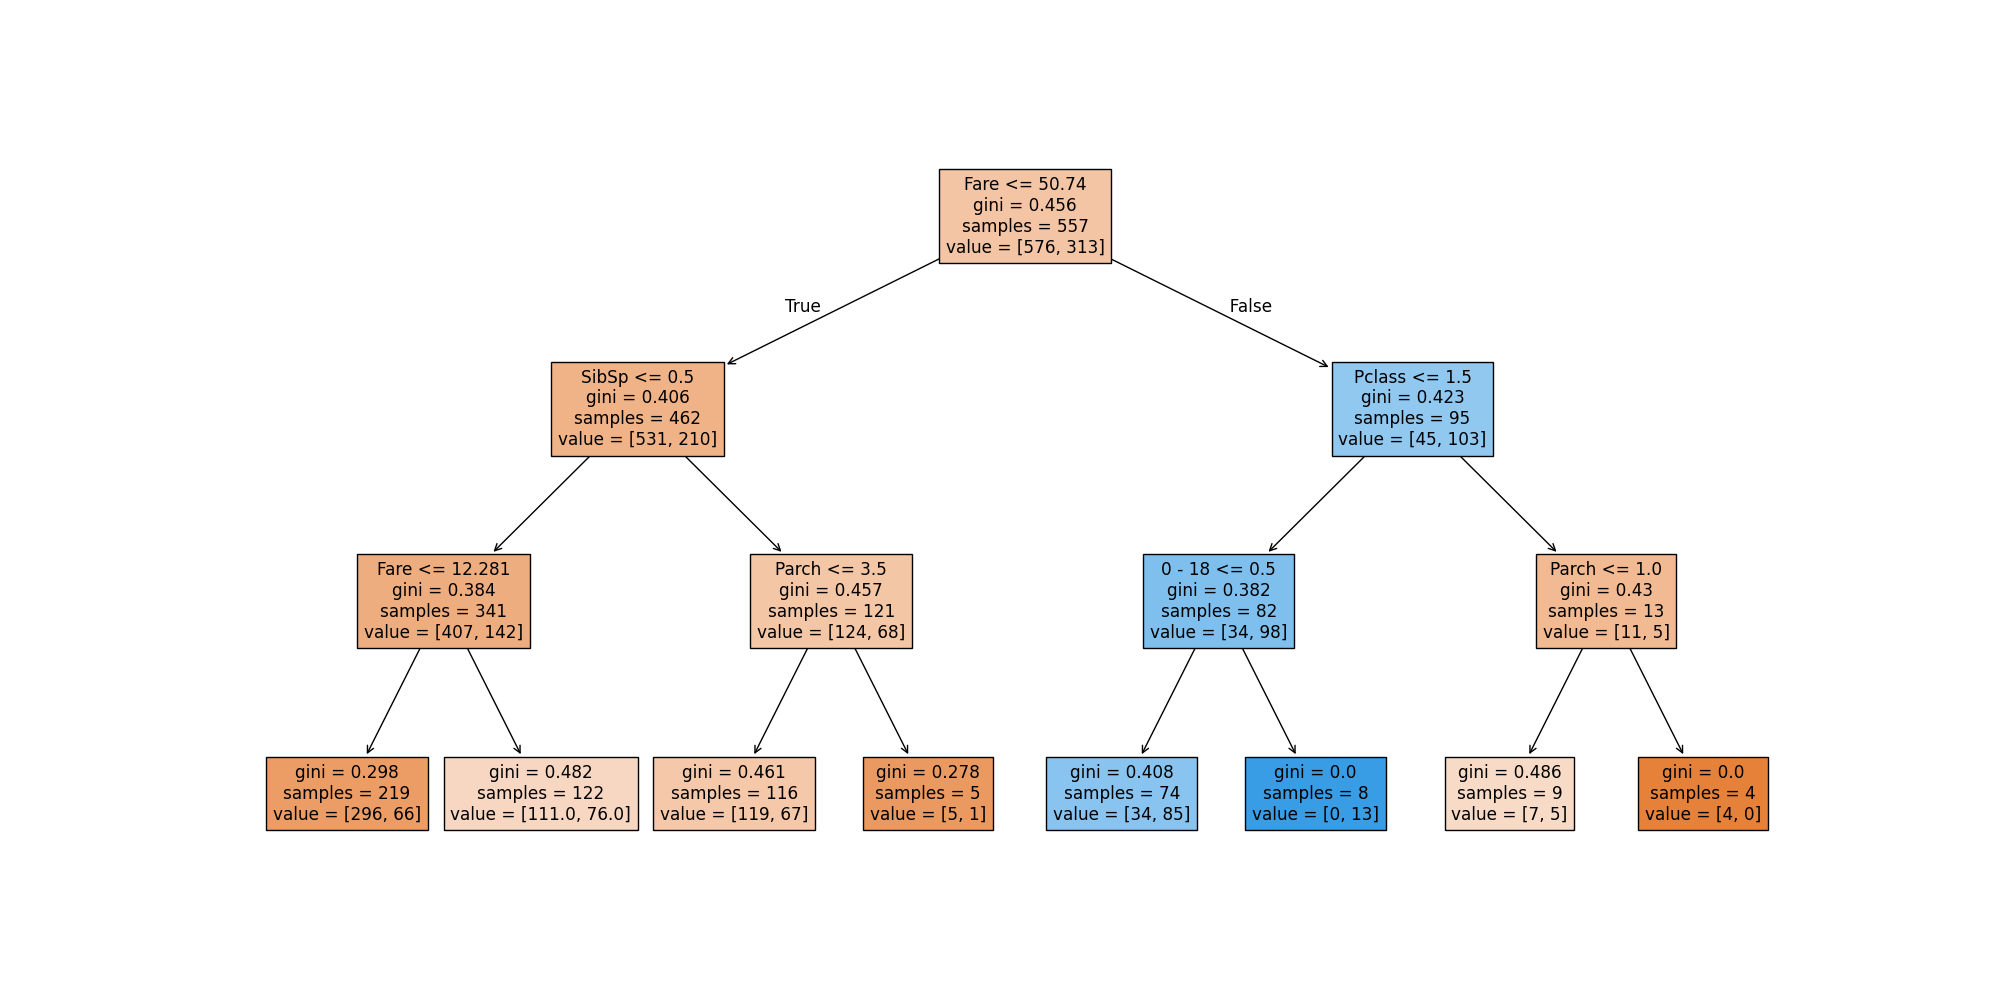 Fare <= 50.74
gini = 0.456
samples = 557
value = [576, 313]
True
False
SibSp <= 0.5
gini = 0.406
samples = 462
value = [531, 210]
Pclass <= 1.5
gini = 0.423
samples = 95
value = [45, 103]
Fare <= 12.281
gini = 0.384
samples = 341
value = [407, 142]
Parch <= 3.5
gini = 0.457
samples = 121
value = [124, 68]
0 - 18 <= 0.5
gini = 0.382
samples = 82
value = [34, 98]
Parch <= 1.0
gini = 0.43
samples = 13
value = [11, 5]
gini = 0.298
samples = 219
value = [296, 66]
gini = 0.482
samples = 122
value = [111.0, 76.0]
gini = 0.461
samples = 116
value = [119, 67]
gini = 0.278
samples = 5
value = [5, 1]
gini = 0.408
samples = 74
value = [34, 85]
gini = 0.0
samples = 8
value = [0, 13]
gini = 0.486
samples = 9
value = [7, 5]
gini = 0.0
samples = 4
value = [4, 0]